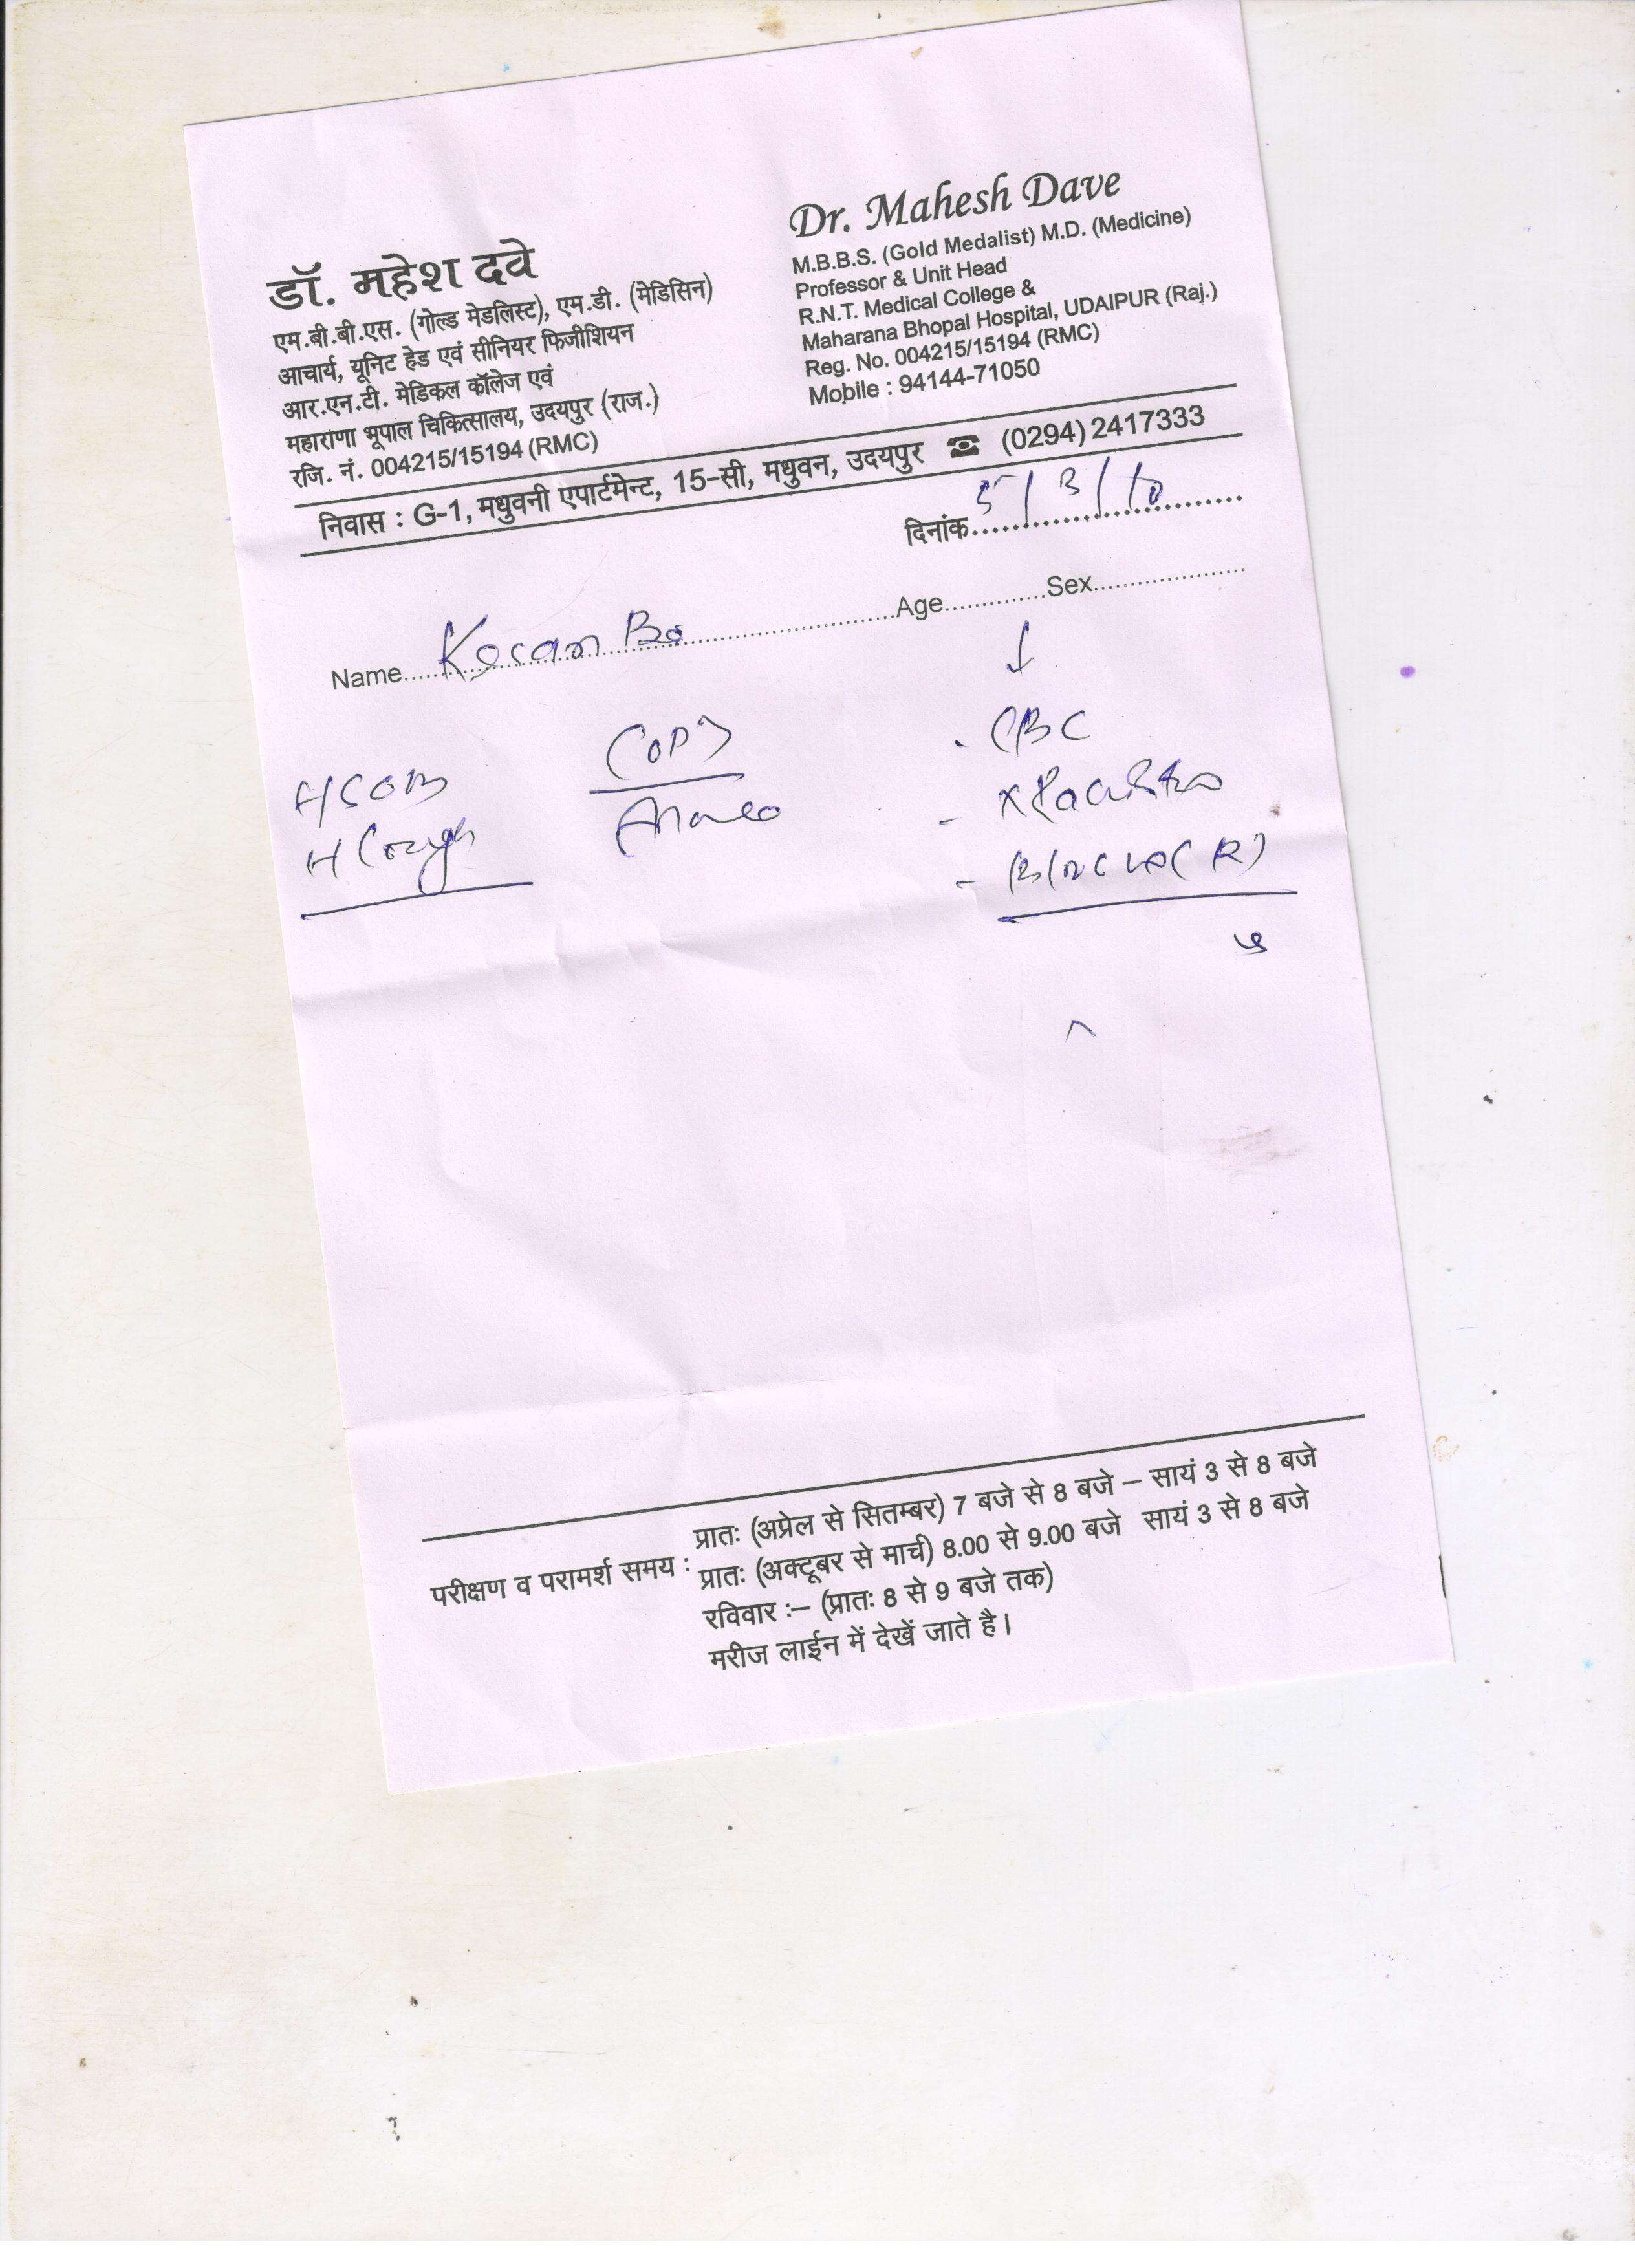 डॉ. महेश दवे
एम.बी.बी.एस. (गोल्ड मेडलिस्ट), एम.डी. (मेडिसिन)
आचार्य, यूनिट हेड एवं सीनियर फिजीशियन
आर.एन.टी. मेडिकल कॉलेज एवं
महाराणा भूपाल चिकित्सालय, उदयपुर (राज.)
रजि. नं. 004215/15194 (RMC)
Dr. Mahesh Dave
M.B.B.S. (Gold Medalist) M.D. (Medicine)
Professor & Unit Head
R.N.T. Medical College &
Maharana Bhopal Hospital, UDAIPUR (Raj.)
Reg. No. 004215/15194 (RMC)
Mobile : 94144-71050
निवास : G-1, मधुवनी एपार्टमेन्ट, 15-सी, मधुवन, उदयपुर ☎ (0294) 2417333
दिनांक 5/3/10
Name Age Sex
H/SOB
H Cough
COPD
- CBC
परीक्षण व परामर्श समय :
प्रातः (अप्रेल से सितम्बर) 7 बजे से 8 बजे – सायं 3 से 8 बजे
प्रातः (अक्टूबर से मार्च) 8.00 से 9.00 बजे सायं 3 से 8 बजे
रविवार :– (प्रातः 8 से 9 बजे तक)
मरीज लाईन में देखें जाते है।